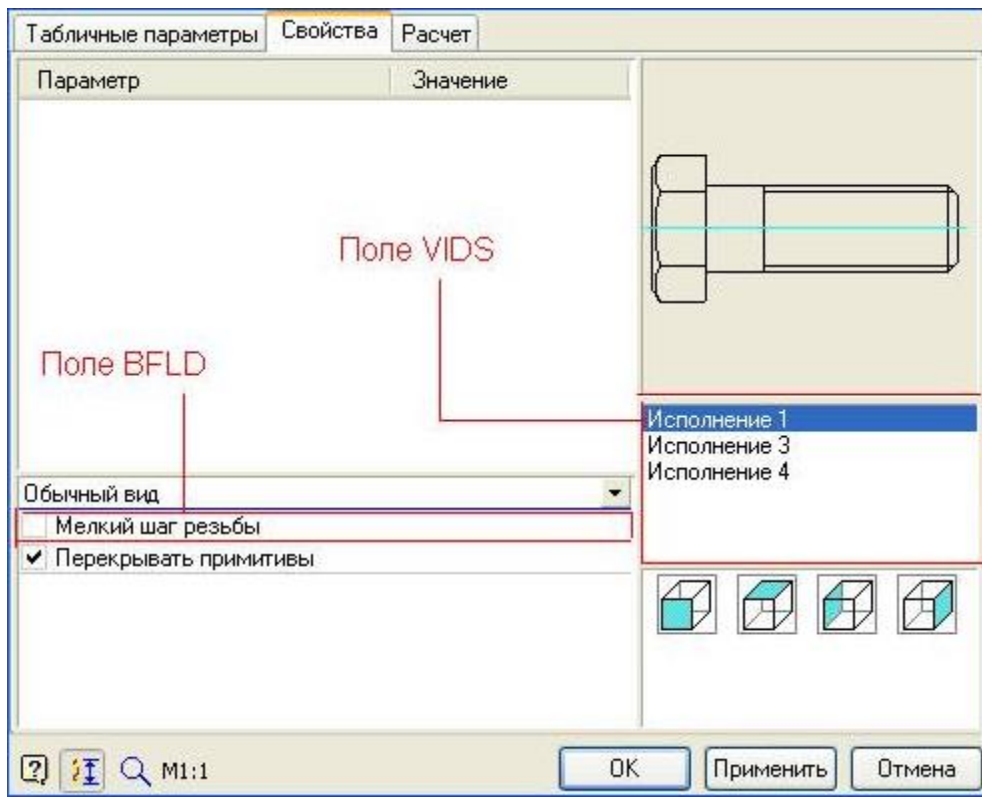 Табличные параметры Свойства Расчет
Параметр Значение
Поле VIDS
Поле BFLD
Исполнение 1
Исполнение 3
Исполнение 4
Обычный вид
Мелкий шаг резьбы
Перекрывать примитивы
М1:1
OK Применить Отмена